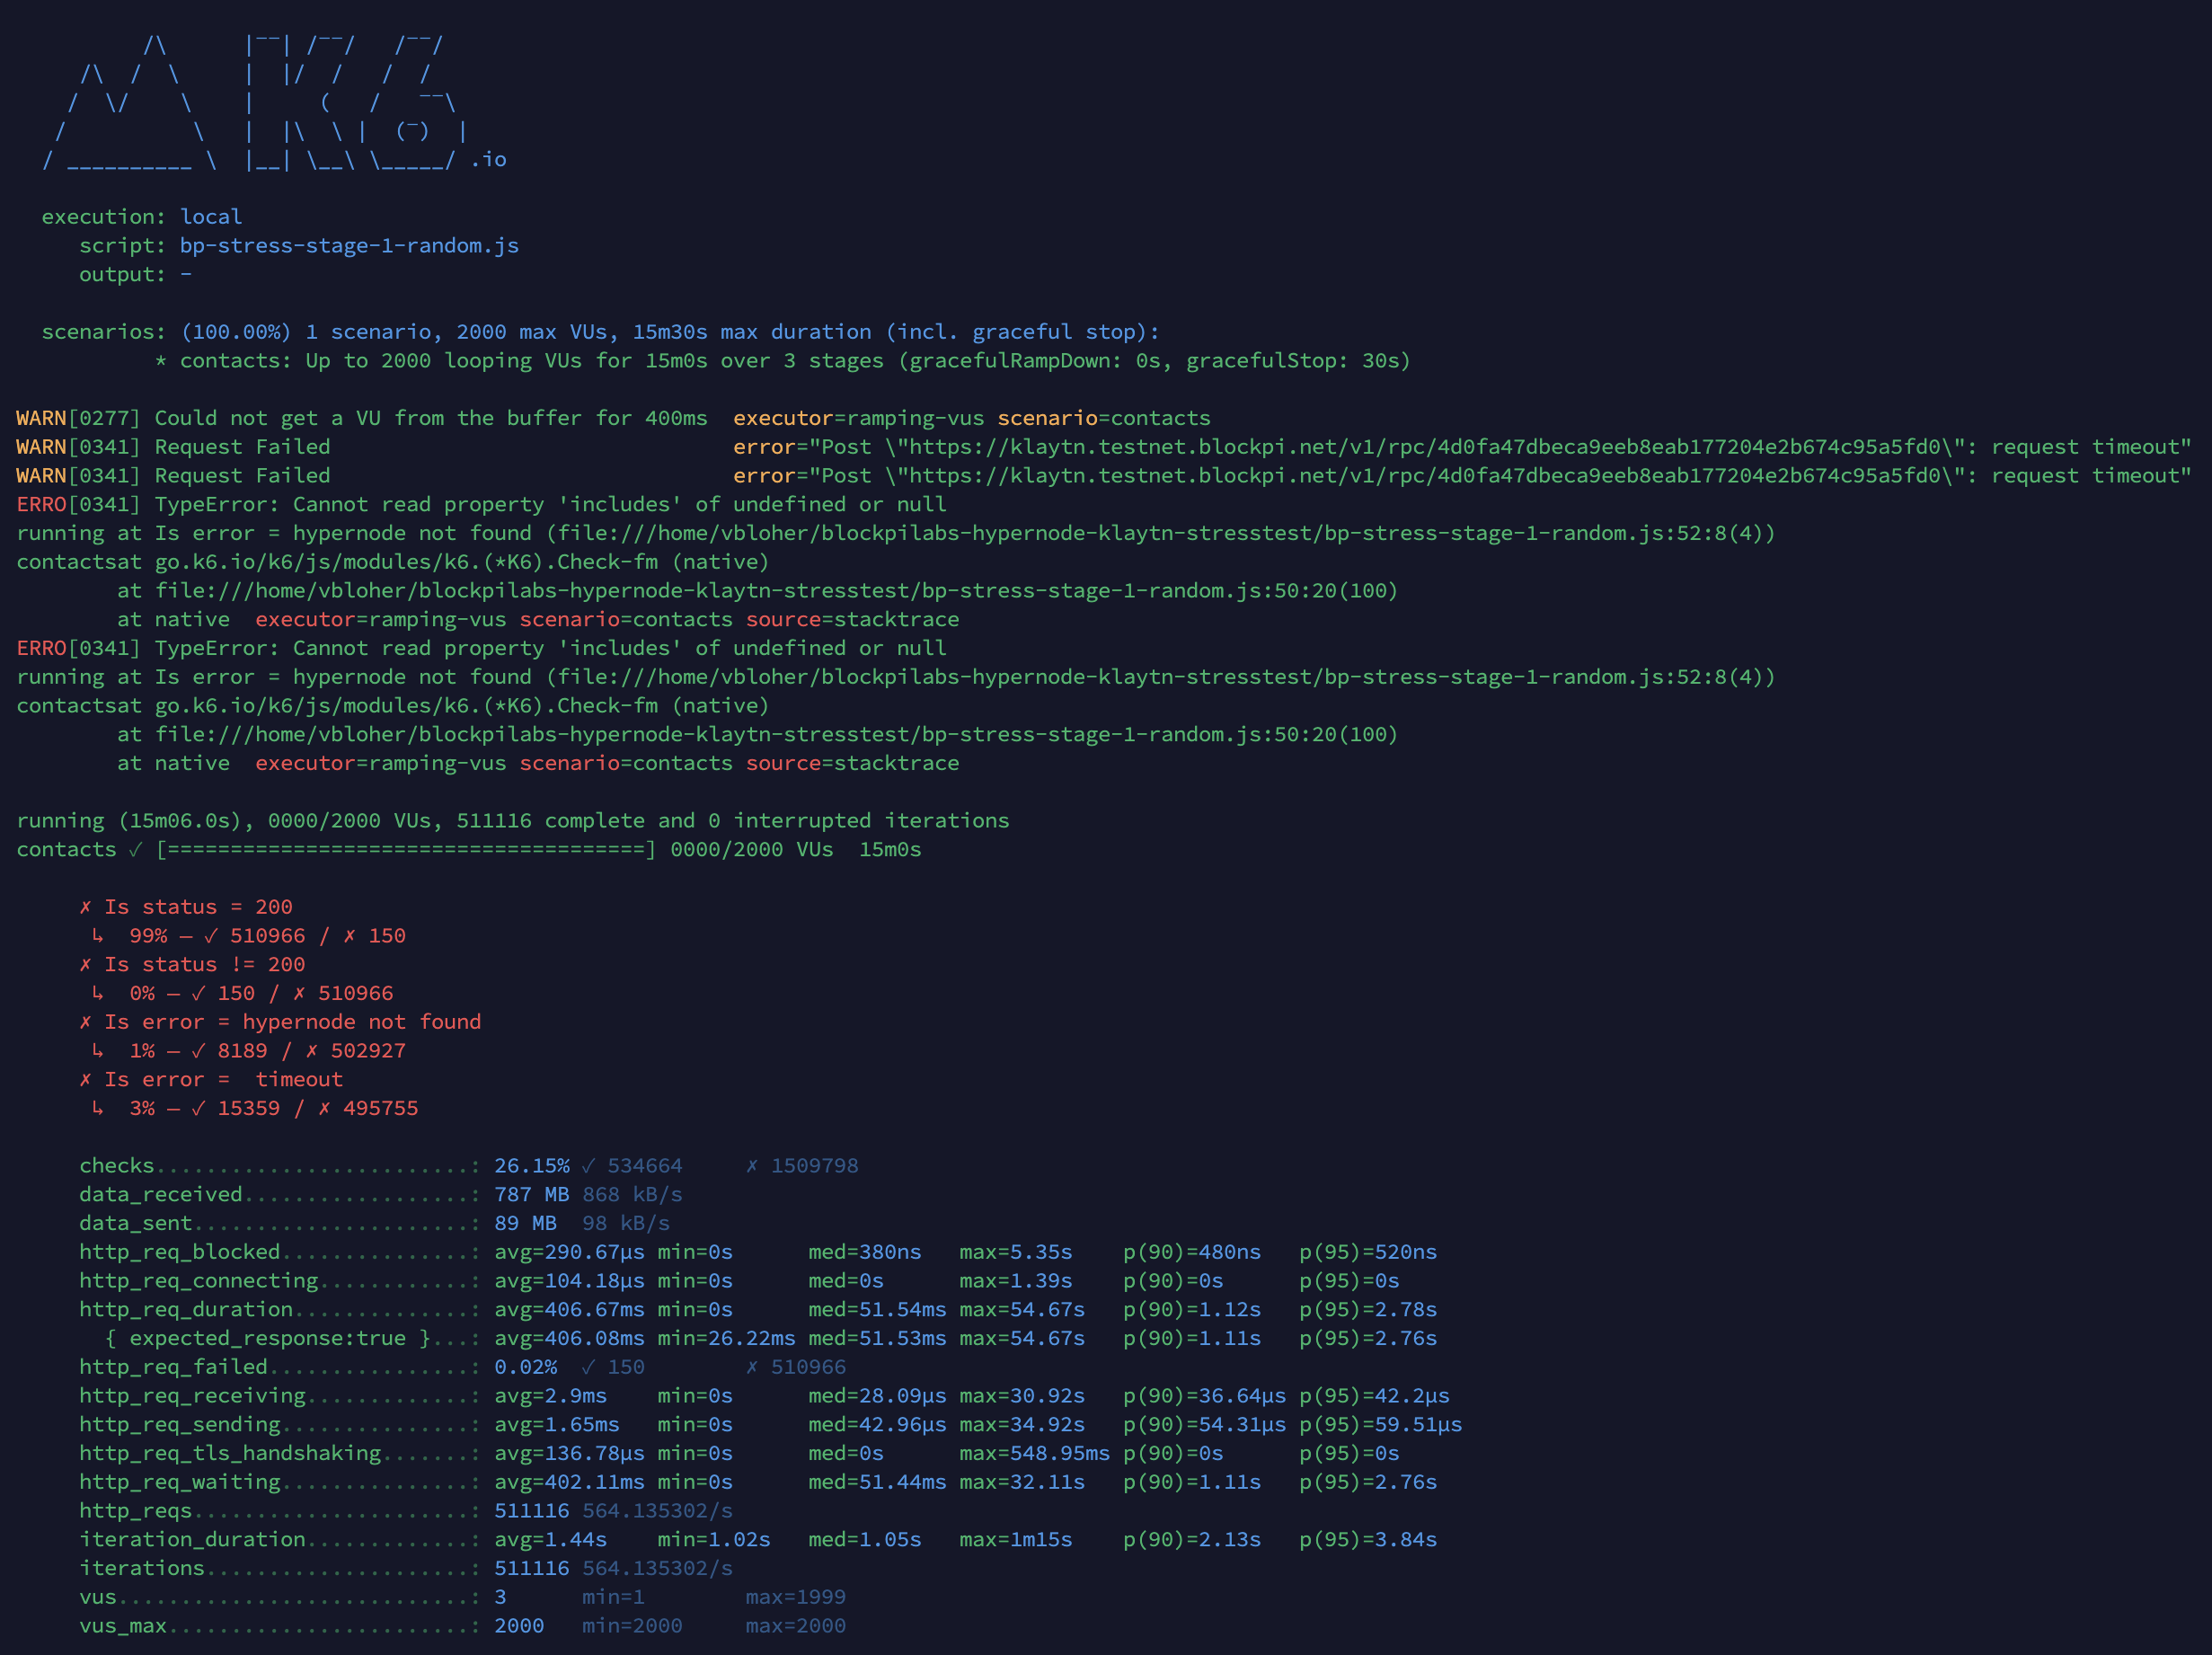 /\      |‾‾| /‾‾/   /‾‾/
    /\  /  \     |  |/  /   /  /
   /  \/    \    |     (   /   ‾‾\
  /          \   |  |\  \ |  (‾)  |
 / __________ \  |__| \__\ \_____/ .io
execution: local
script: bp-stress-stage-1-random.js
output: -
scenarios: (100.00%) 1 scenario, 2000 max VUs, 15m30s max duration (incl. graceful stop):
* contacts: Up to 2000 looping VUs for 15m0s over 3 stages (gracefulRampDown: 0s, gracefulStop: 30s)
WARN[0277] Could not get a VU from the buffer for 400ms  executor=ramping-vus scenario=contacts
WARN[0341] Request Failed                                error="Post \"https://klaytn.testnet.blockpi.net/v1/rpc/4d0fa47dbeca9eeb8eab177204e2b674c95a5fd0\": request timeout"
WARN[0341] Request Failed                                error="Post \"https://klaytn.testnet.blockpi.net/v1/rpc/4d0fa47dbeca9eeb8eab177204e2b674c95a5fd0\": request timeout"
ERRO[0341] TypeError: Cannot read property 'includes' of undefined or null
running at Is error = hypernode not found (file:///home/vbloher/blockpilabs-hypernode-klaytn-stresstest/bp-stress-stage-1-random.js:52:8(4))
contactsat go.k6.io/k6/js/modules/k6.(*K6).Check-fm (native)
at file:///home/vbloher/blockpilabs-hypernode-klaytn-stresstest/bp-stress-stage-1-random.js:50:20(100)
at native  executor=ramping-vus scenario=contacts source=stacktrace
ERRO[0341] TypeError: Cannot read property 'includes' of undefined or null
running at Is error = hypernode not found (file:///home/vbloher/blockpilabs-hypernode-klaytn-stresstest/bp-stress-stage-1-random.js:52:8(4))
contactsat go.k6.io/k6/js/modules/k6.(*K6).Check-fm (native)
at file:///home/vbloher/blockpilabs-hypernode-klaytn-stresstest/bp-stress-stage-1-random.js:50:20(100)
at native  executor=ramping-vus scenario=contacts source=stacktrace
running (15m06.0s), 0000/2000 VUs, 511116 complete and 0 interrupted iterations
contacts ✓ [======================================] 0000/2000 VUs  15m0s
✗ Is status = 200
↳  99% — ✓ 510966 / ✗ 150
✗ Is status != 200
↳  0% — ✓ 150 / ✗ 510966
✗ Is error = hypernode not found
↳  1% — ✓ 8189 / ✗ 502927
✗ Is error =  timeout
↳  3% — ✓ 15359 / ✗ 495755
checks.........................: 26.15% ✓ 534664     ✗ 1509798
data_received..................: 787 MB 868 kB/s
data_sent......................: 89 MB  98 kB/s
http_req_blocked...............: avg=290.67µs min=0s      med=380ns   max=5.35s    p(90)=480ns   p(95)=520ns
http_req_connecting............: avg=104.18µs min=0s      med=0s      max=1.39s    p(90)=0s      p(95)=0s
http_req_duration..............: avg=406.67ms min=0s      med=51.54ms max=54.67s   p(90)=1.12s   p(95)=2.78s
{ expected_response:true }...: avg=406.08ms min=26.22ms med=51.53ms max=54.67s   p(90)=1.11s   p(95)=2.76s
http_req_failed................: 0.02%  ✓ 150        ✗ 510966
http_req_receiving.............: avg=2.9ms    min=0s      med=28.09µs max=30.92s   p(90)=36.64µs p(95)=42.2µs
http_req_sending...............: avg=1.65ms   min=0s      med=42.96µs max=34.92s   p(90)=54.31µs p(95)=59.51µs
http_req_tls_handshaking.......: avg=136.78µs min=0s      med=0s      max=548.95ms p(90)=0s      p(95)=0s
http_req_waiting...............: avg=402.11ms min=0s      med=51.44ms max=32.11s   p(90)=1.11s   p(95)=2.76s
http_reqs......................: 511116 564.135302/s
iteration_duration.............: avg=1.44s    min=1.02s   med=1.05s   max=1m15s    p(90)=2.13s   p(95)=3.84s
iterations.....................: 511116 564.135302/s
vus............................: 3      min=1        max=1999
vus_max........................: 2000   min=2000     max=2000